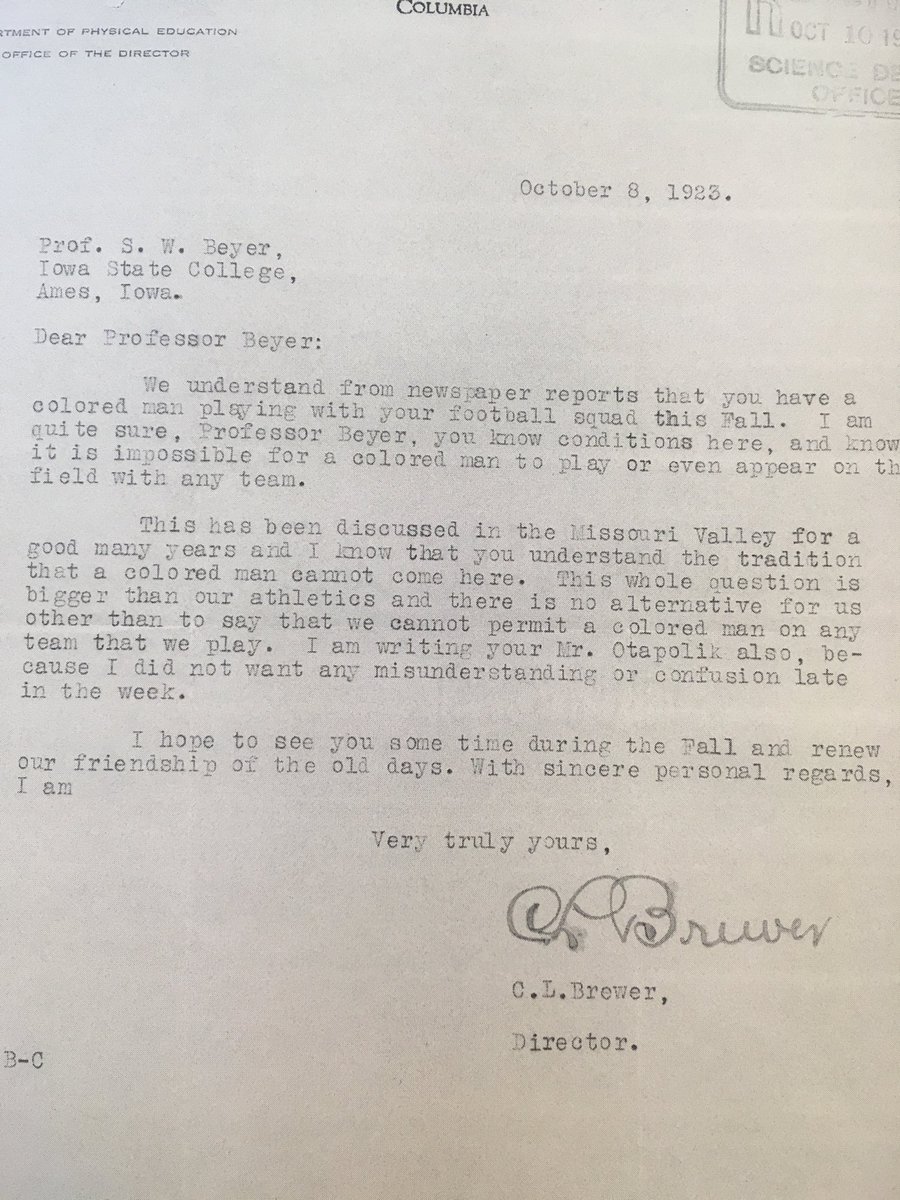 COLUMBIA
RTMENT OF PHYSICAL EDUCATION
OFFICE OF THE DIRECTOR
OCT 10 19
SCIENCE DE
OFFICE
October 8, 1923.
Prof. S. W. Beyer,
Iowa State College,
Ames, Iowa.
Dear Professor Beyer:
We understand from newspaper reports that you have a
colored man playing with your football squad this Fall. I am
quite sure, Professor Beyer, you know conditions here, and know
it is impossible for a colored man to play or even appear on th
field with any team.
This has been discussed in the Missouri Valley for a
good many years and I know that you understand the tradition
that a colored man cannot come here. This whole question is
bigger than our athletics and there is no alternative for us
other than to say that we cannot permit a colored man on any
team that we play. I am writing your Mr. Otapolik also, be-
cause I did not want any misunderstanding or confusion late
in the week.
I hope to see you some time during the Fall and renew
our friendship of the old days. With sincere personal regards,
I am
Very truly yours,
CL Brewer
C.L.Brewer,
Director.
B-C